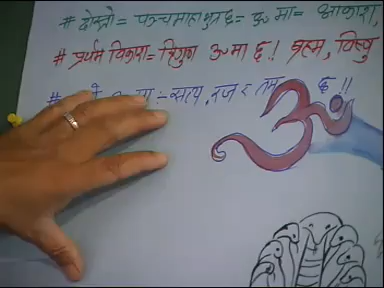 # दोस्रो = पञ्चमहाभुत छ = ॐ मा = आकाश,
# प्रथम विकाश = त्रिगुण ॐ मा छ ! ब्रह्म, विष्णु
# मा :- सत्य, रज र तम छ !!